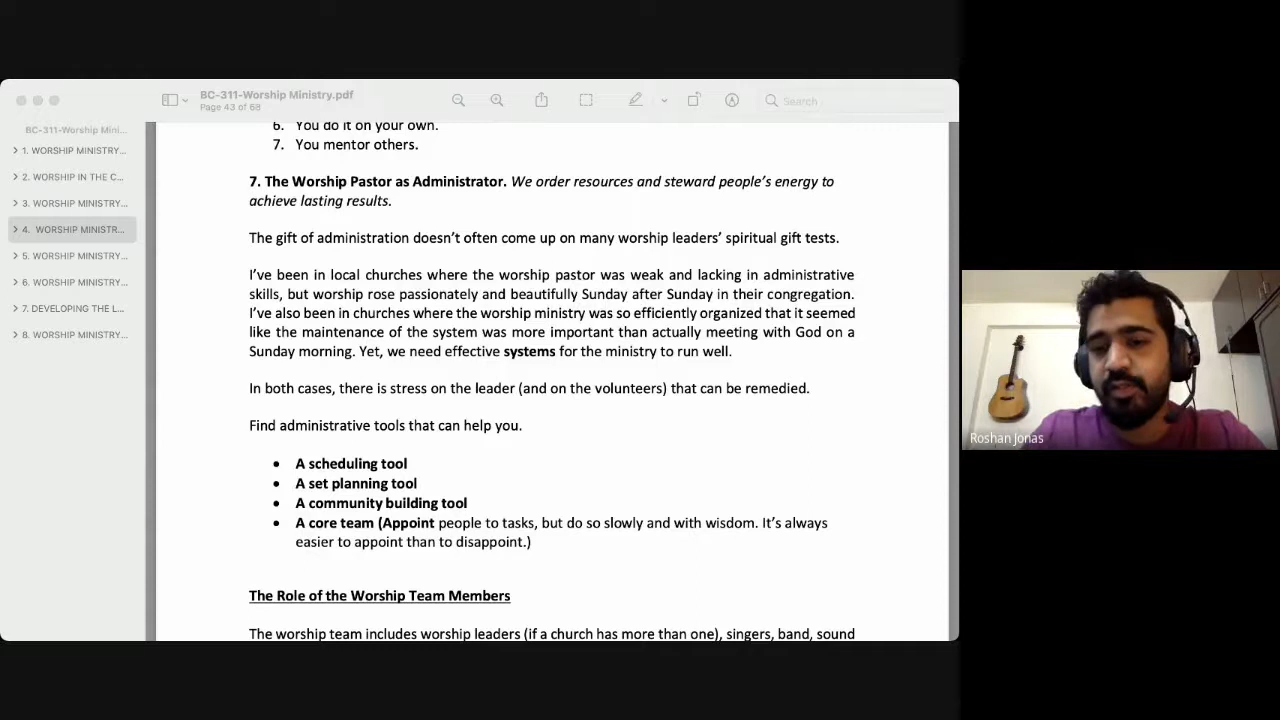 BC-311-Worship Ministry.pdf
Page 43 of 68
Search
BC-311-Worship Mini...
1. WORSHIP MINISTRY...
2. WORSHIP IN THE C...
3. WORSHIP MINISTRY...
4. WORSHIP MINISTR...
5. WORSHIP MINISTRY...
6. WORSHIP MINISTRY...
7. DEVELOPING THE L...
8. WORSHIP MINISTRY...
6. You do it on your own.
7. You mentor others.
7. The Worship Pastor as Administrator. We order resources and steward people's energy to
achieve lasting results.
The gift of administration doesn't often come up on many worship leaders' spiritual gift tests.
I've been in local churches where the worship pastor was weak and lacking in administrative
skills, but worship rose passionately and beautifully Sunday after Sunday in their congregation.
I've also been in churches where the worship ministry was so efficiently organized that it seemed
like the maintenance of the system was more important than actually meeting with God on a
Sunday morning. Yet, we need effective systems for the ministry to run well.
In both cases, there is stress on the leader (and on the volunteers) that can be remedied.
Find administrative tools that can help you.
• A scheduling tool
• A set planning tool
• A community building tool
• A core team (Appoint people to tasks, but do so slowly and with wisdom. It's always
easier to appoint than to disappoint.)
The Role of the Worship Team Members
The worship team includes worship leaders (if a church has more than one), singers, band, sound
Roshan Jonas